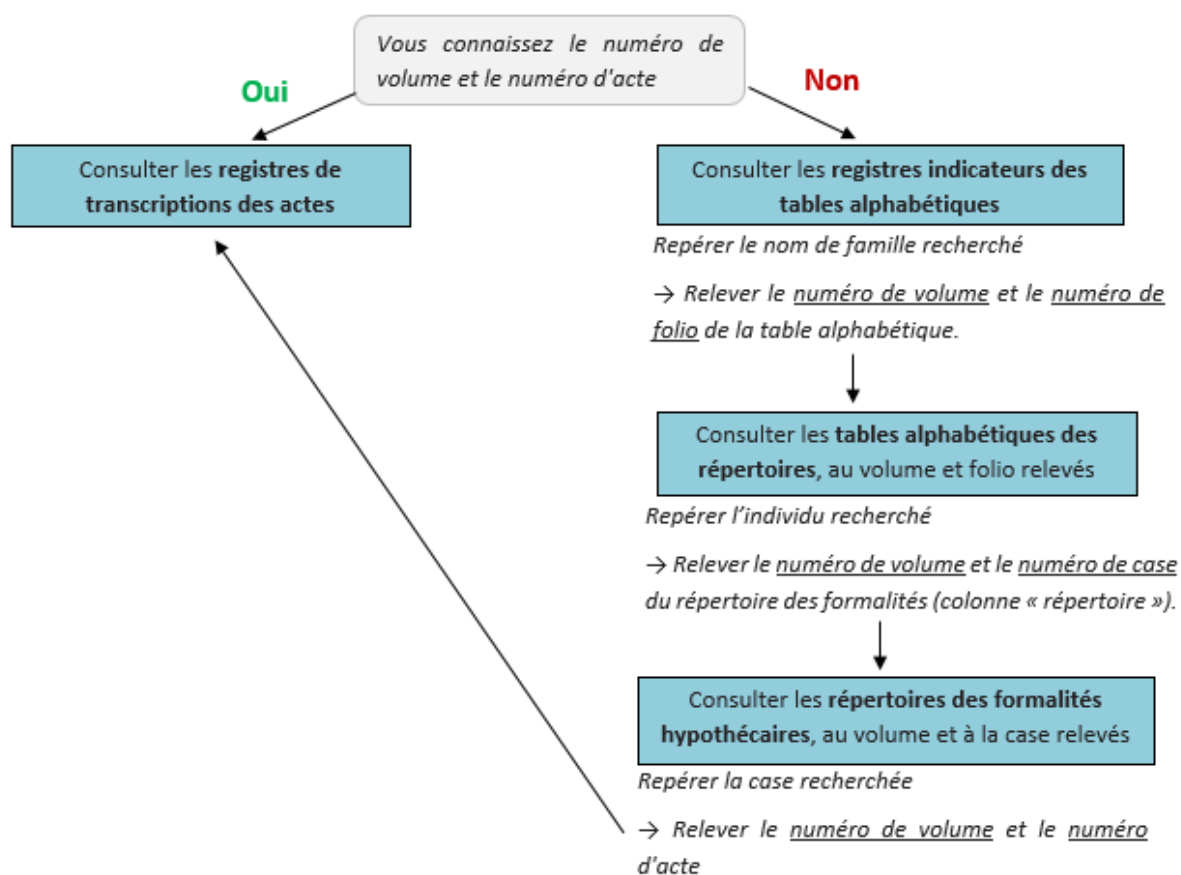 Vous connaissez le numéro de
volume et le numéro d'acte
Oui
Non
Consulter les registres de
transcriptions des actes
Consulter les registres indicateurs des
tables alphabétiques
Repérer le nom de famille recherché
→ Relever le numéro de volume et le numéro de
folio de la table alphabétique.
Consulter les tables alphabétiques des
répertoires, au volume et folio relevés
Repérer l’individu recherché
→ Relever le numéro de volume et le numéro de case
du répertoire des formalités (colonne « répertoire »).
Consulter les répertoires des formalités
hypothécaires, au volume et à la case relevés
Repérer la case recherchée
→ Relever le numéro de volume et le numéro
d'acte